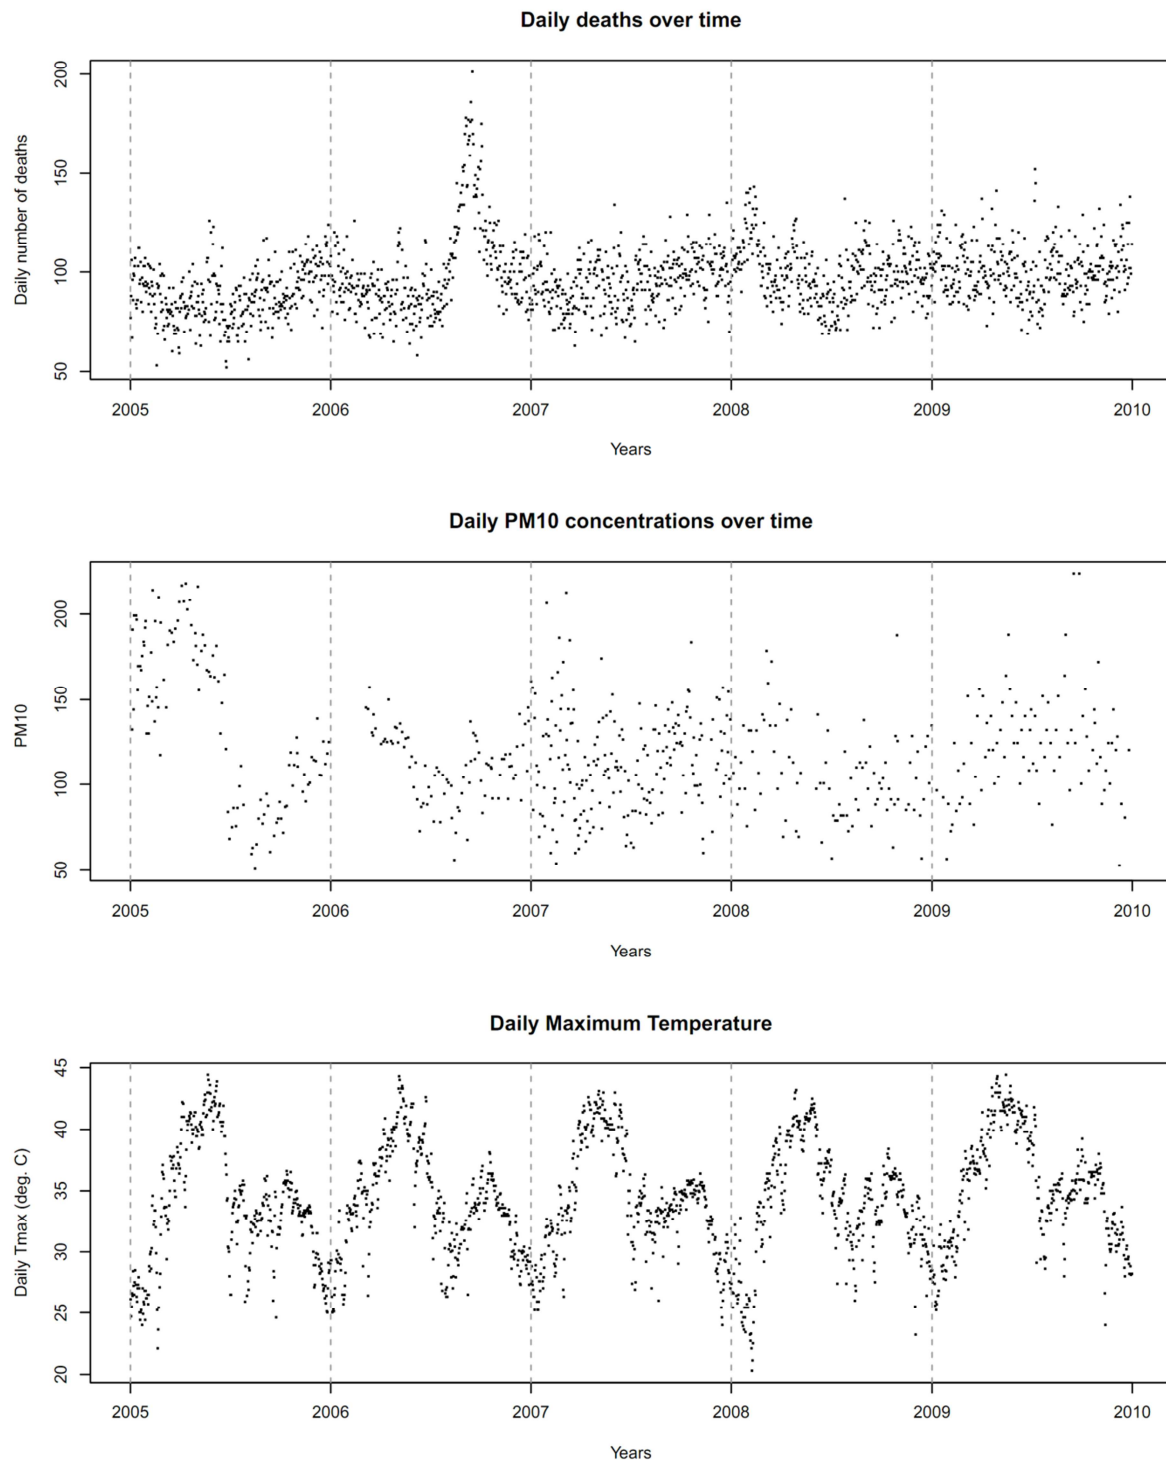 Daily deaths over time
200
150
100
50
Daily number of deaths
2005 2006 2007 2008 2009 2010
Years
Daily PM10 concentrations over time
200
150
100
50
PM10
2005 2006 2007 2008 2009 2010
Years
Daily Maximum Temperature
45
40
35
30
25
20
Daily Tmax (deg. C)
2005 2006 2007 2008 2009 2010
Years